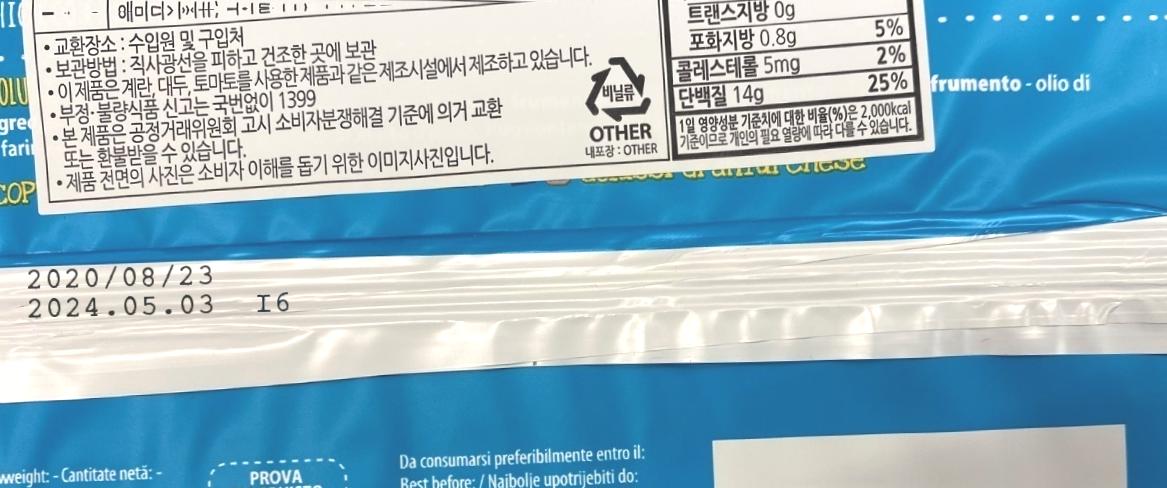 • 교환장소 : 수입원 및 구입처
• 보관방법 : 직사광선을 피하고 건조한 곳에 보관
• 이 제품은 계란, 대두, 토마토를 사용한 제품과 같은 제조시설에서 제조하고 있습니다.
• 부정·불량식품 신고는 국번없이 1399
• 본 제품은 공정거래위원회 고시 소비자분쟁해결 기준에 의거 교환
또는 환불받을 수 있습니다.
• 제품 전면의 사진은 소비자 이해를 돕기 위한 이미지사진입니다.
비닐류
OTHER
내포장 : OTHER
트랜스지방 0g
포화지방 0.8g 5%
콜레스테롤 5mg 2%
단백질 14g 25%
1일 영양성분 기준치에 대한 비율(%)은 2,000kcal
기준이므로 개인의 필요 열량에 따라 다를 수 있습니다.
frumento - olio di
2020/08/23
2024.05.03 I6
weight: - Cantitate netă: -
PROVA
Da consumarsi preferibilmente entro il:
Best before: / Najbolje upotrijebiti do: